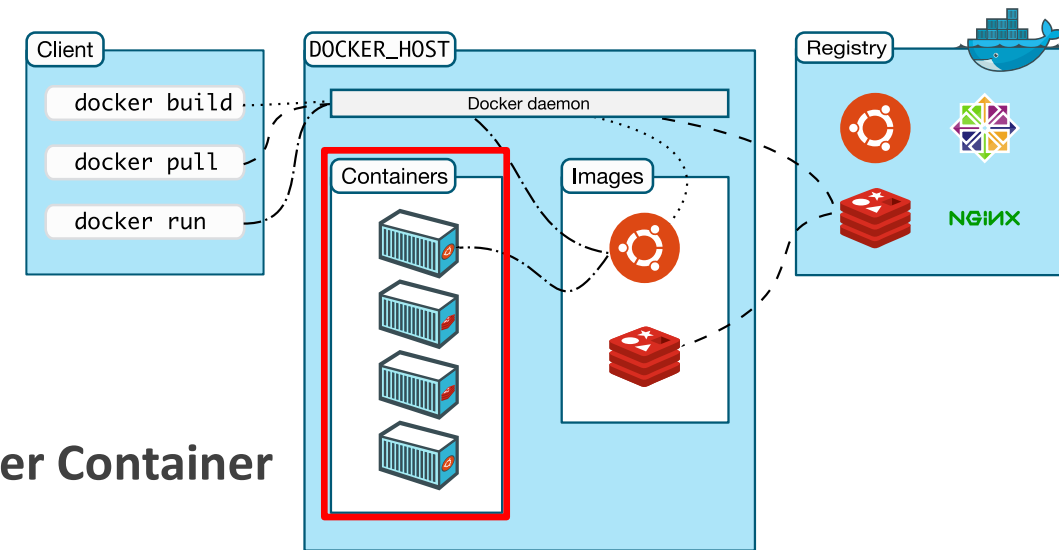 Client
docker build
docker pull
docker run
DOCKER_HOST
Docker daemon
Containers
Images
Registry
NGiNX
er Container